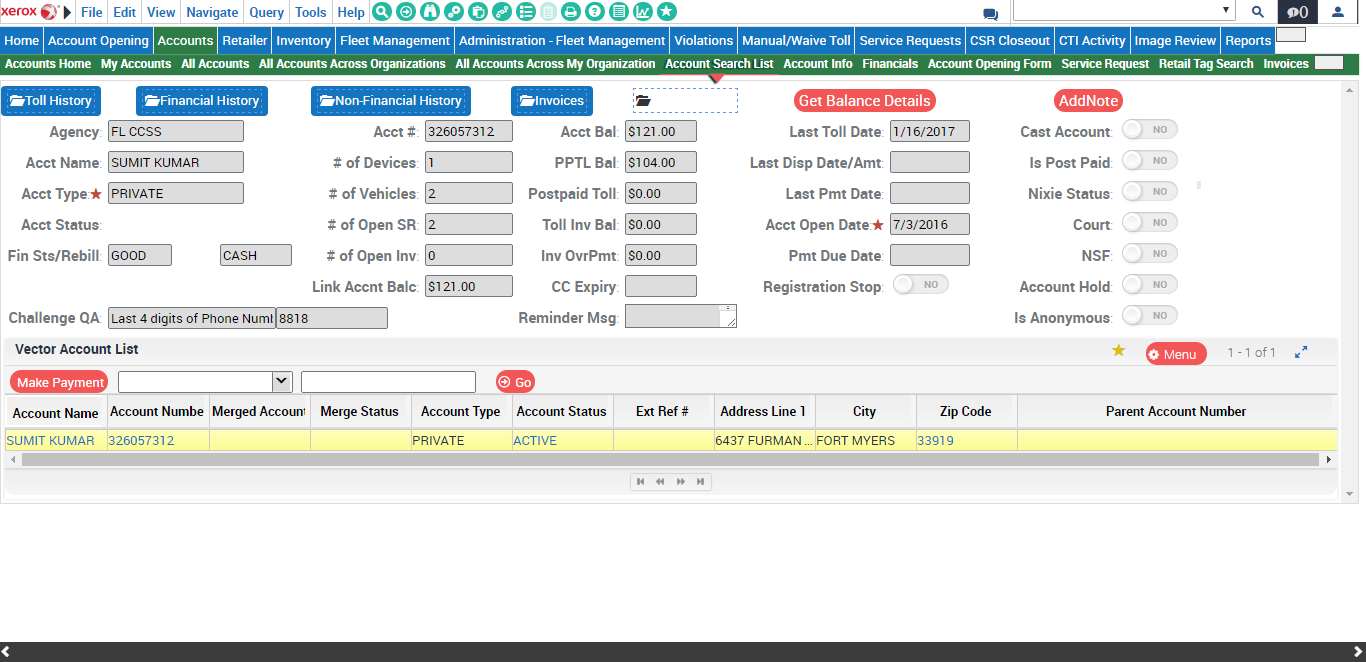 xerox File Edit View Navigate Query Tools Help 0
Home Account Opening Accounts Retailer Inventory Fleet Management Administration - Fleet Management Violations Manual/Waive Toll Service Requests CSR Closeout CTI Activity Image Review Reports
Accounts Home My Accounts All Accounts All Accounts Across Organizations All Accounts Across My Organization Account Search List Account Info Financials Account Opening Form Service Request Retail Tag Search Invoices
Toll History Financial History Non-Financial History Invoices Get Balance Details AddNote
Agency: FL CCSS Acct #: 326057312 Acct Bal: $121.00 Last Toll Date: 1/16/2017 Cast Account: NO
Acct Name: SUMIT KUMAR # of Devices: 1 PPTL Bal: $104.00 Last Disp Date/Amt: Is Post Paid: NO
Acct Type:★ PRIVATE # of Vehicles: 2 Postpaid Toll: $0.00 Last Pmt Date: Nixie Status: NO
Acct Status: # of Open SR: 2 Toll Inv Bal: $0.00 Acct Open Date:★ 7/3/2016 Court: NO
Fin Sts/Rebill: GOOD CASH # of Open Inv: 0 Inv OvrPmt: $0.00 Pmt Due Date: NSF: NO
Link Accnt Balc: $121.00 CC Expiry: Registration Stop: NO Account Hold: NO
Challenge QA: Last 4 digits of Phone Numb 8818 Reminder Msg: Is Anonymous: NO
Vector Account List Menu 1 - 1 of 1
Make Payment Go
Account Name Account Numbe Merged Account Merge Status Account Type Account Status Ext Ref # Address Line 1 City Zip Code Parent Account Number
SUMIT KUMAR 326057312 PRIVATE ACTIVE 6437 FURMAN ... FORT MYERS 33919